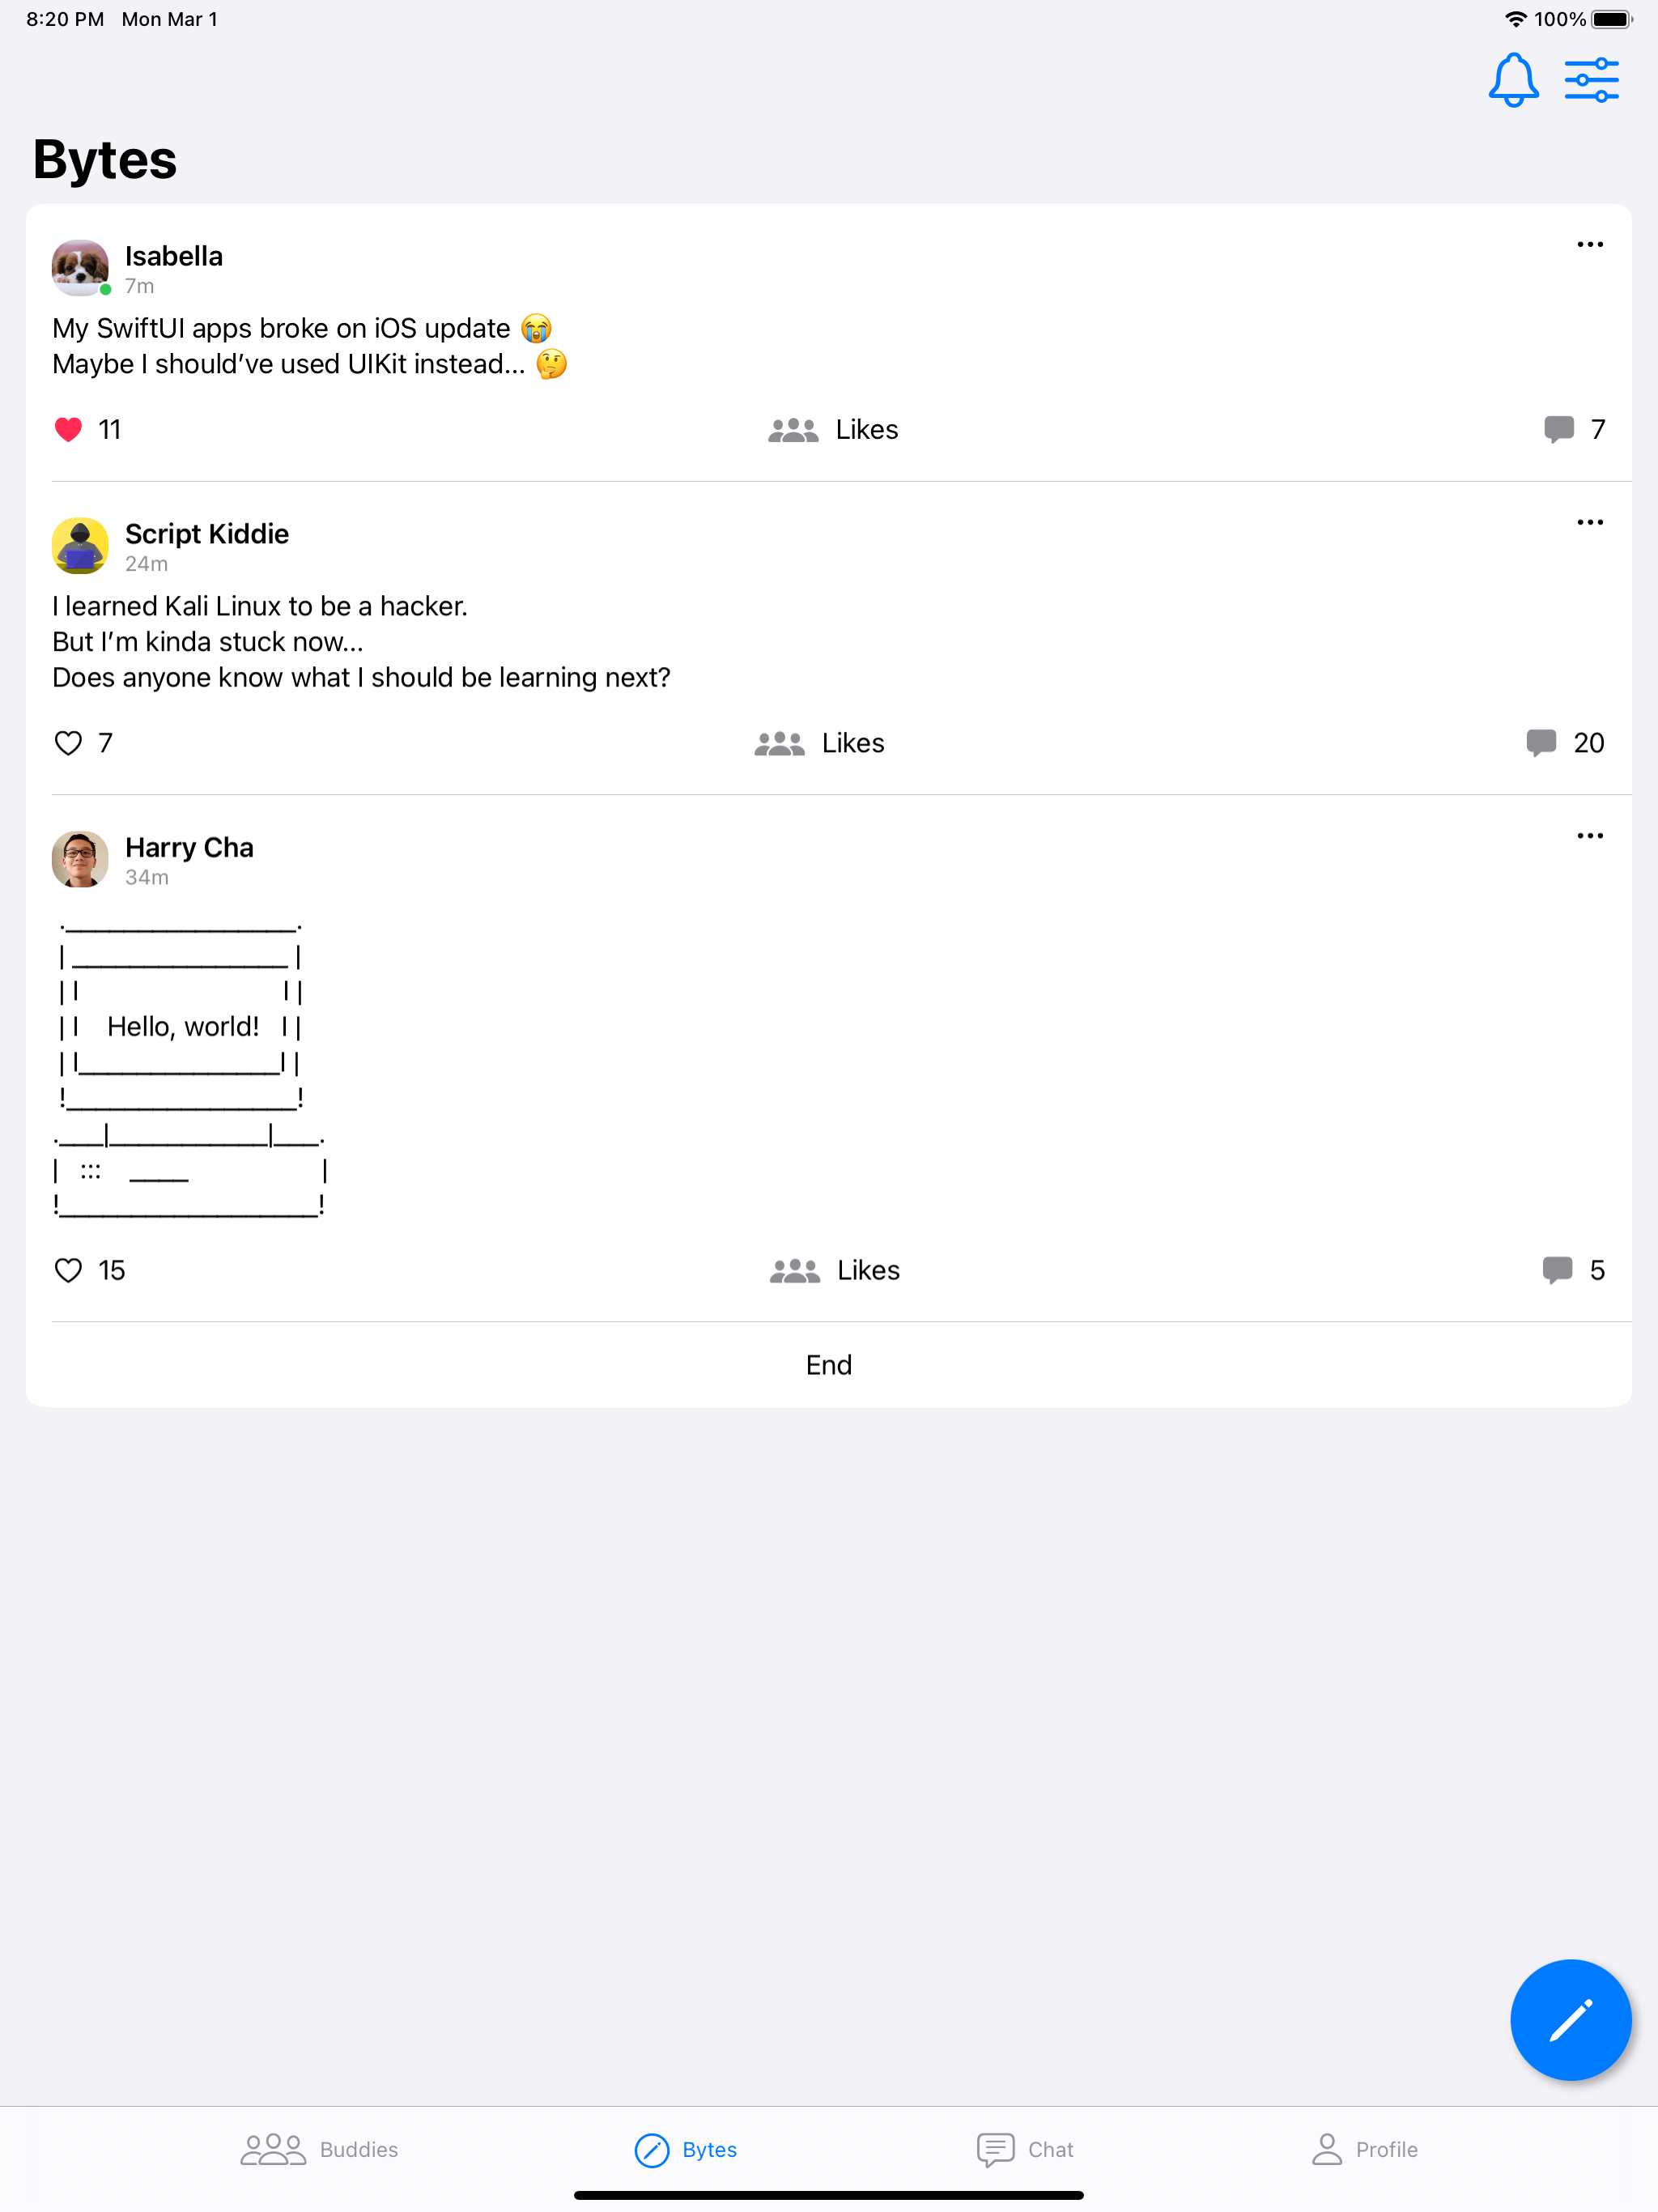 8:20 PM Mon Mar 1 100%
Bytes
Isabella
7m
My SwiftUI apps broke on iOS update 😭
Maybe I should’ve used UIKit instead... 🤔
11 Likes 7
Script Kiddie
24m
I learned Kali Linux to be a hacker.
But I’m kinda stuck now...
Does anyone know what I should be learning next?
7 Likes 20
Harry Cha
34m
.________________.
|_______________|
|| ||
|| Hello, world! ||
||______________||
!________________!
.___|___________|___.
| ::: ____ |
!__________________!
15 Likes 5
End
Buddies Bytes Chat Profile